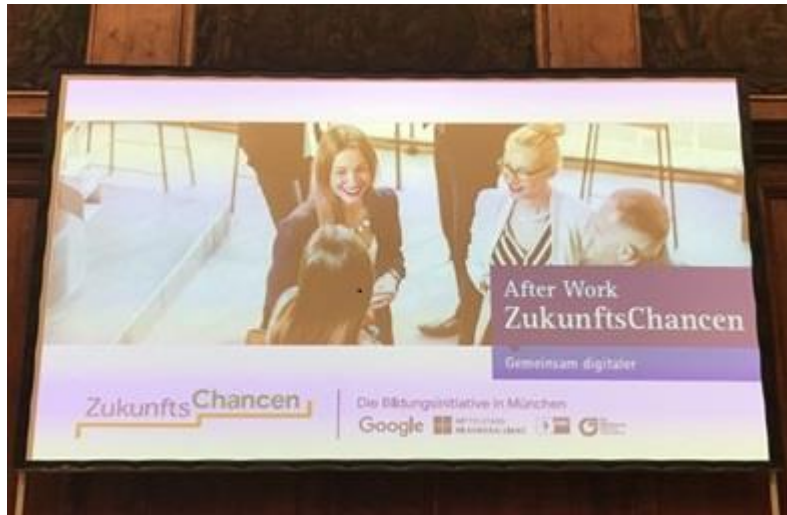 After Work
ZukunftsChancen
Gemeinsam digitaler
ZukunftsChancen
Die Bildungsinitiative in München
Google